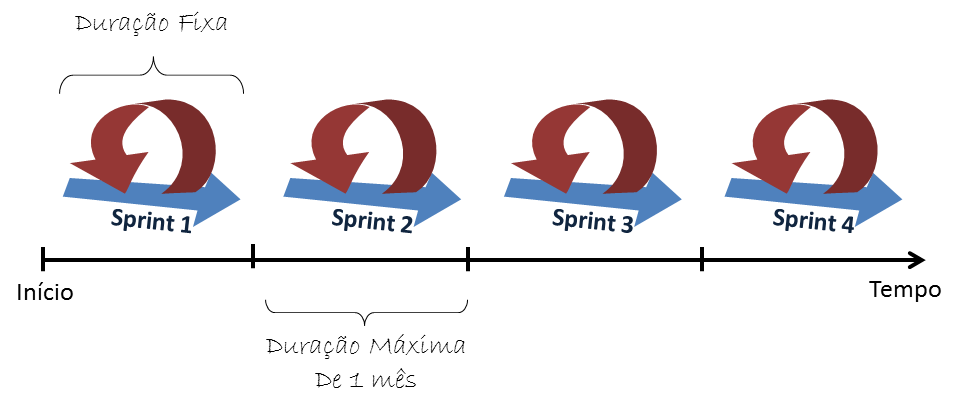 Duração Fixa
Sprint 1
Sprint 2
Sprint 3
Sprint 4
Início
Tempo
Duração Máxima
De 1 mês